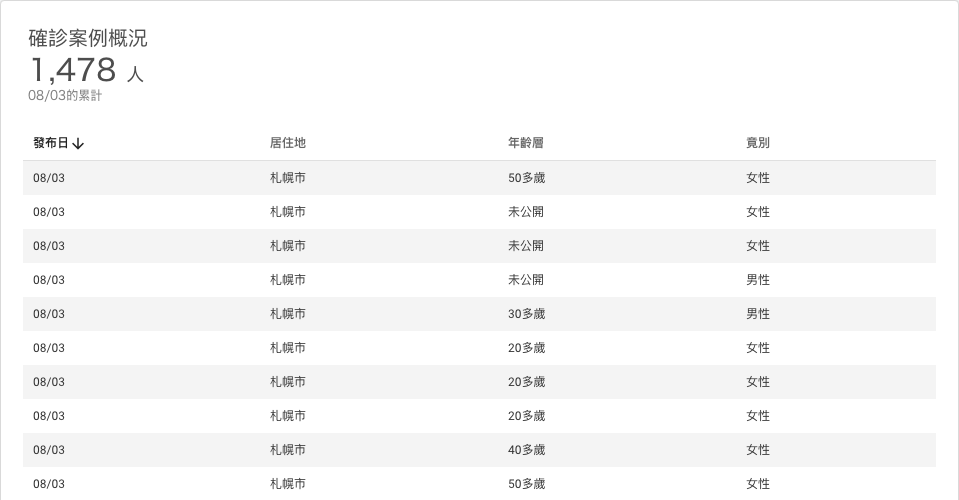 確診案例概況
1,478 人
08/03的累計
發布日↓ 居住地 年齡層 竟別
08/03 札幌市 50多歲 女性
08/03 札幌市 未公開 女性
08/03 札幌市 未公開 女性
08/03 札幌市 未公開 男性
08/03 札幌市 30多歲 男性
08/03 札幌市 20多歲 女性
08/03 札幌市 20多歲 女性
08/03 札幌市 20多歲 女性
08/03 札幌市 40多歲 女性
08/03 札幌市 50多歲 女性